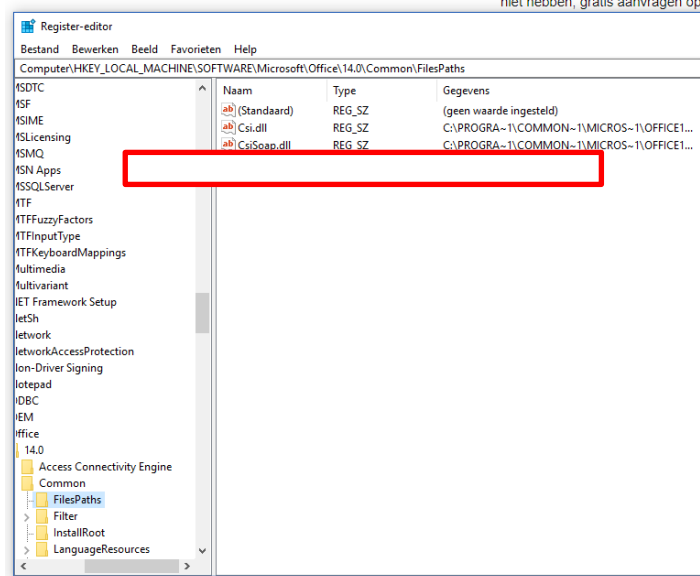 niet hebben, gratis aanvragen op
Register-editor
Bestand Bewerken Beeld Favorieten Help
Computer\HKEY_LOCAL_MACHINE\SOFTWARE\Microsoft\Office\14.0\Common\FilesPaths
Naam Type Gegevens
(Standaard) REG_SZ (geen waarde ingesteld)
Csi.dll REG_SZ C:\PROGRA~1\COMMON~1\MICROS~1\OFFICE1...
CsiSoap.dll REG_SZ C:\PROGRA~1\COMMON~1\MICROS~1\OFFICE1...
MSDTC
MSF
MSIME
MSLicensing
MSMQ
MSN Apps
MSSQLServer
MTF
MTFFuzzyFactors
MTFInputType
MTFKeyboardMappings
Multimedia
Multivariant
NET Framework Setup
NetSh
Network
NetworkAccessProtection
Non-Driver Signing
Notepad
ODBC
OEM
Office
14.0
Access Connectivity Engine
Common
FilesPaths
Filter
InstallRoot
LanguageResources